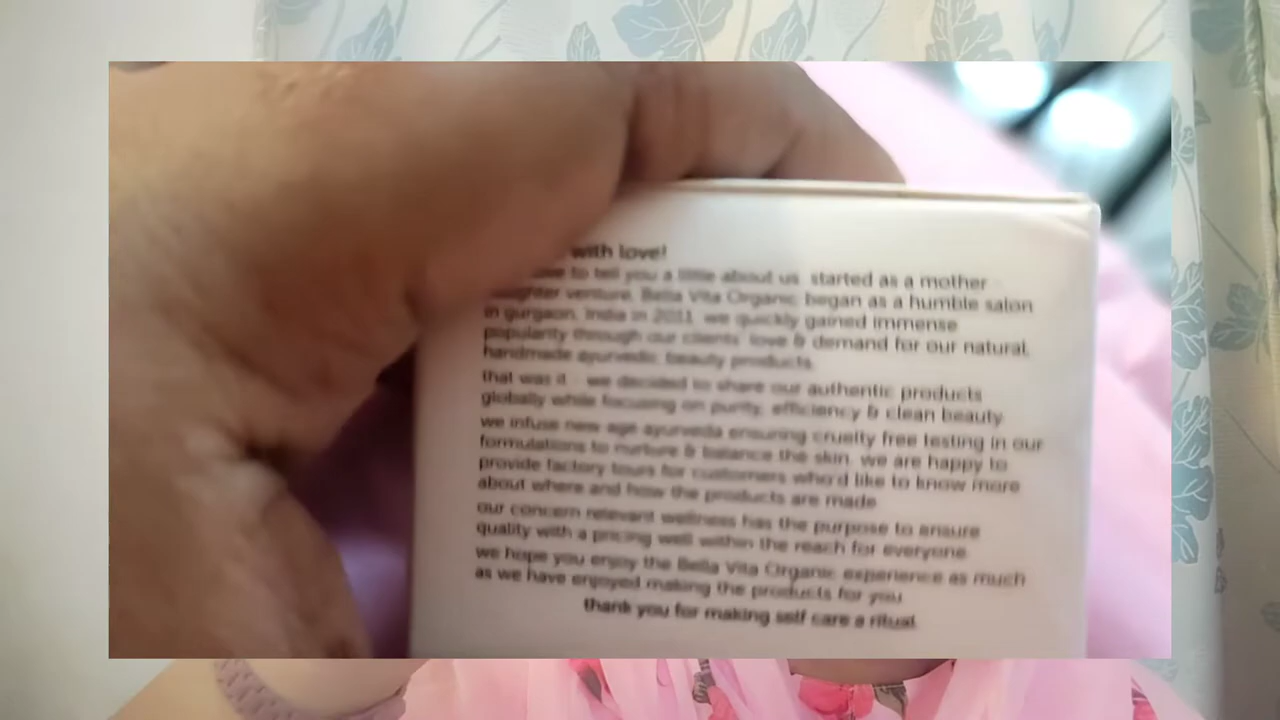 with love!
to tell you a little about us started as a mother
venture. Bella Vita Organic began as a humble salon
in gurgaon, India in 2011. we quickly gained immense
popularity through our clients' love & demand for our natural,
handmade ayurvedic beauty products.
that was it - we decided to share our authentic products
globally while focusing on purity, efficiency & clean beauty.
we infuse new age ayurveda ensuring cruelty free testing in our
formulations to nurture & balance the skin. we are happy to
provide factory tours for customers who'd like to know more
about where and how the products are made.
our concern relevant wellness has the purpose to ensure
quality with a pricing well within the reach for everyone.
we hope you enjoy the Bella Vita Organic experience as much
as we have enjoyed making the products for you.
thank you for making self care a ritual.